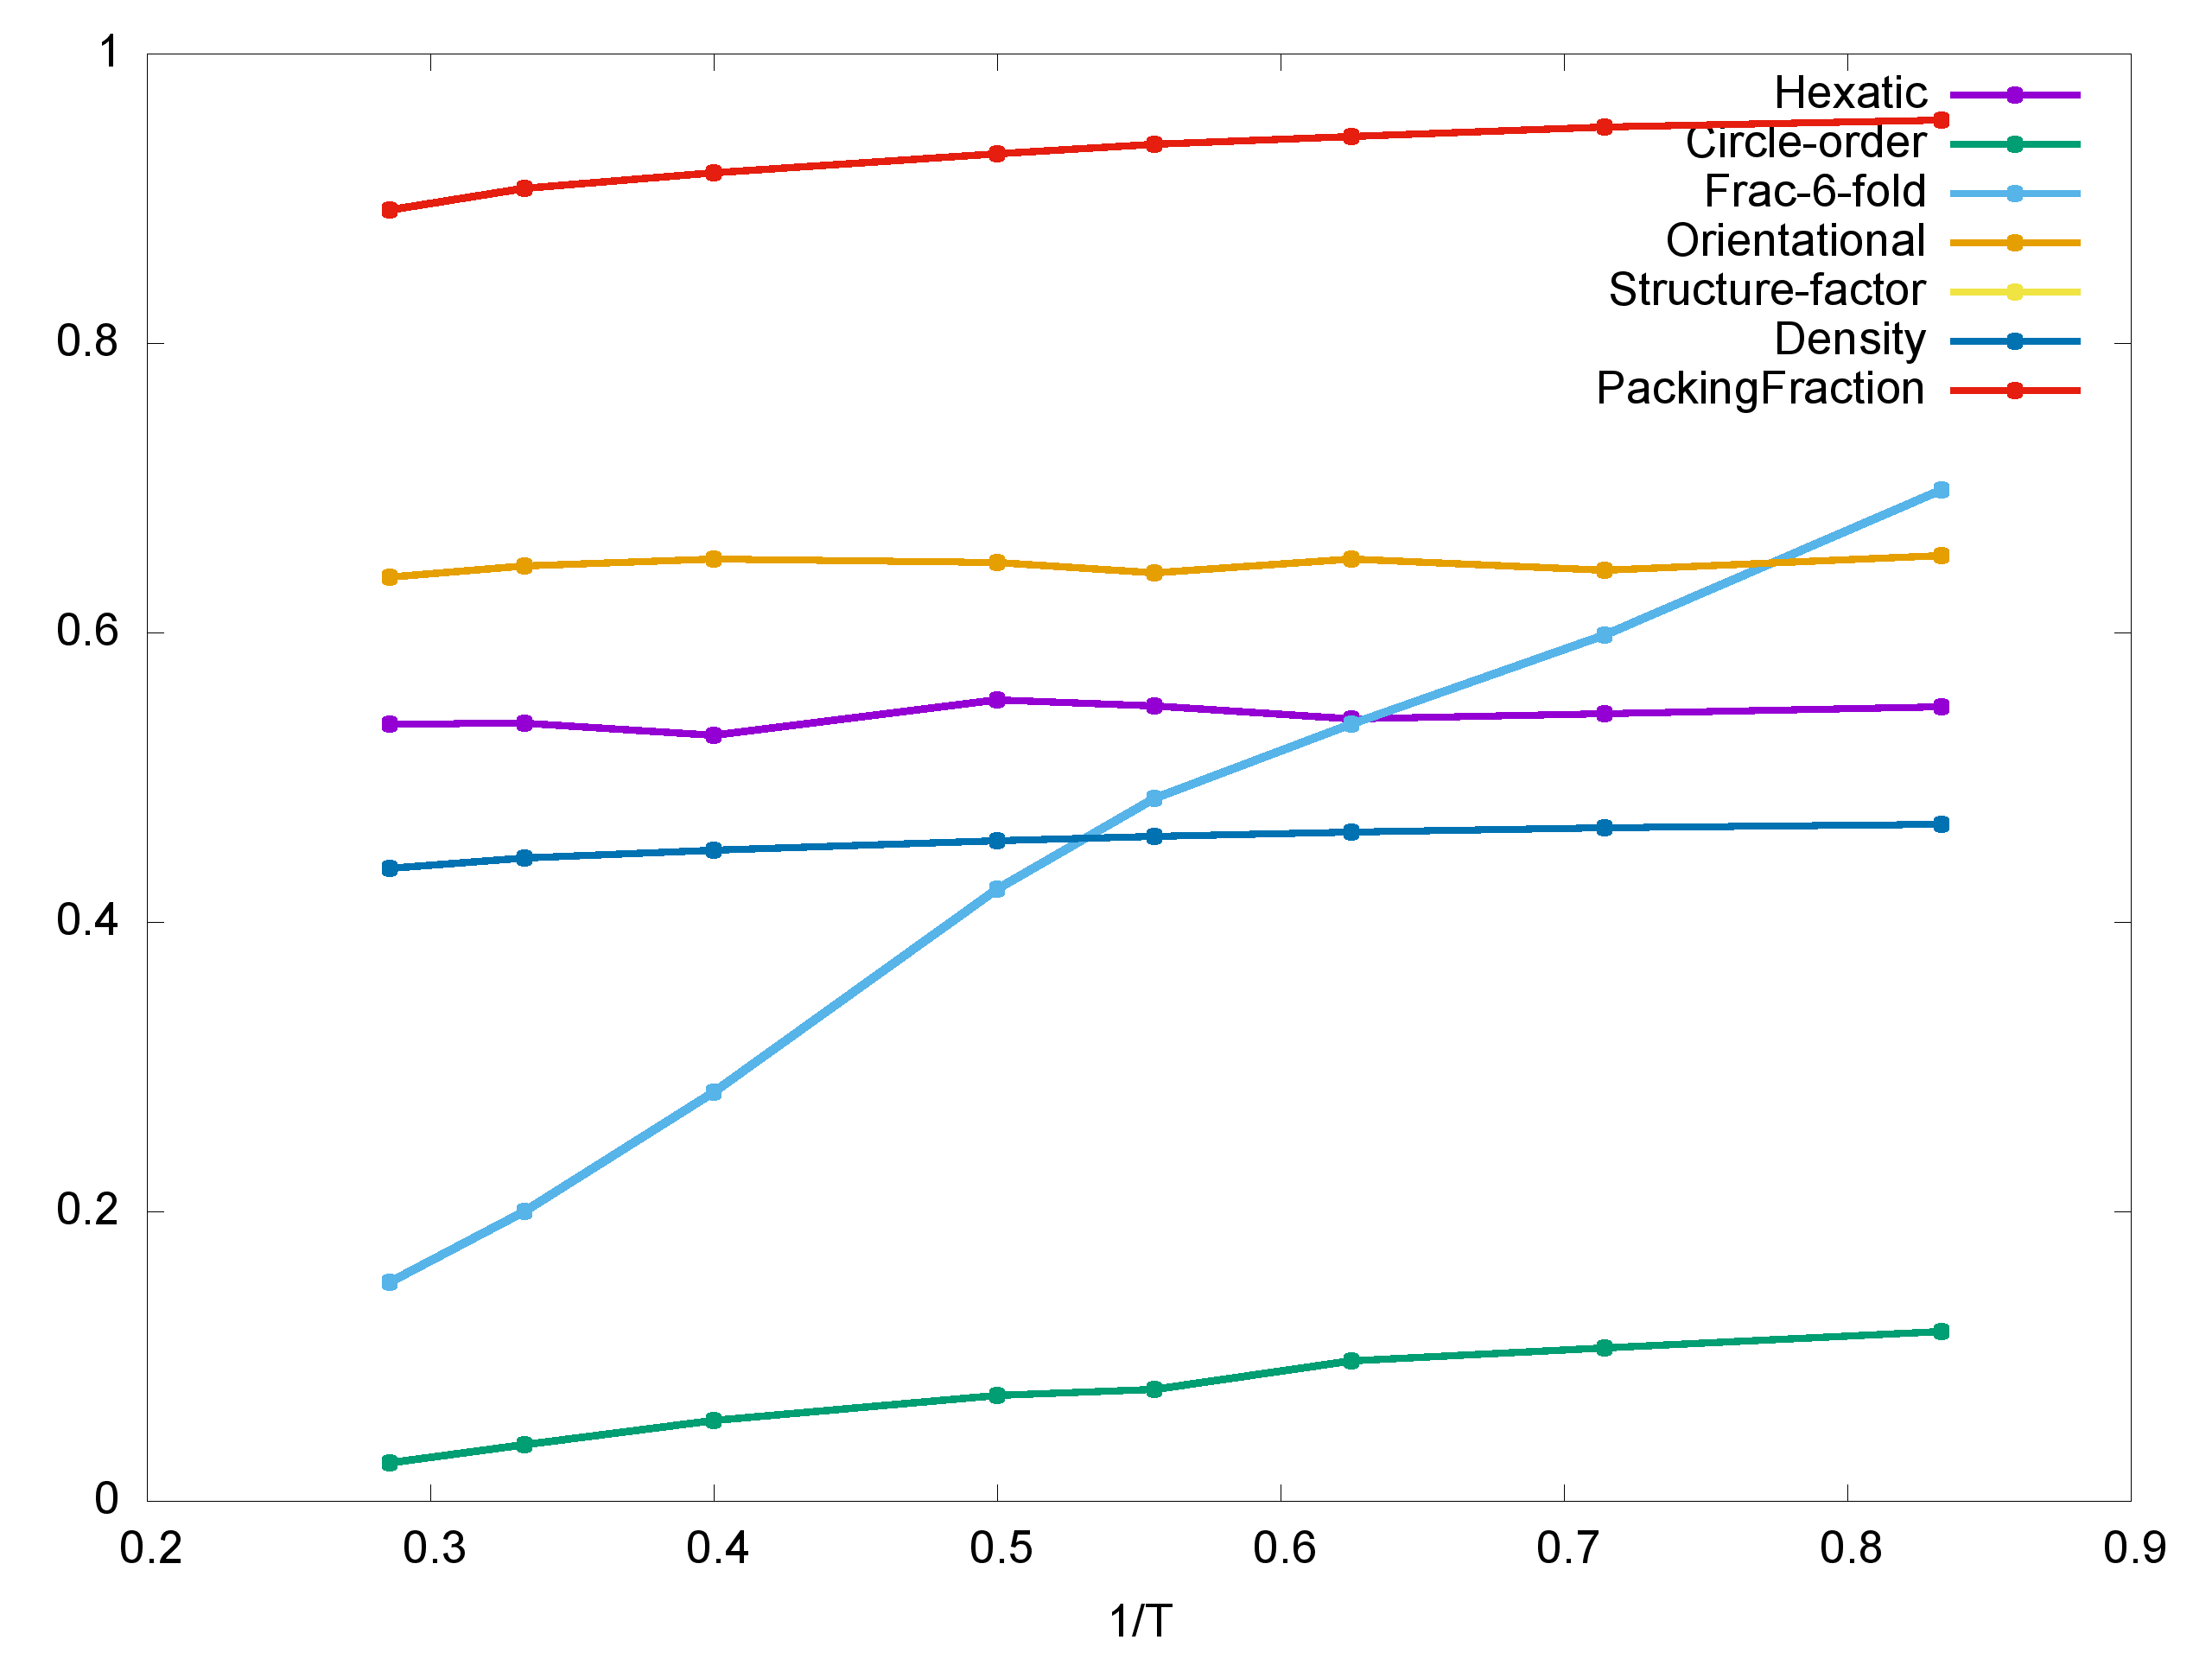 1
0.8
0.6
0.4
0.2
0
0.2 0.3 0.4 0.5 0.6 0.7 0.8 0.9
1/T
Hexatic
Circle-order
Frac-6-fold
Orientational
Structure-factor
Density
PackingFraction